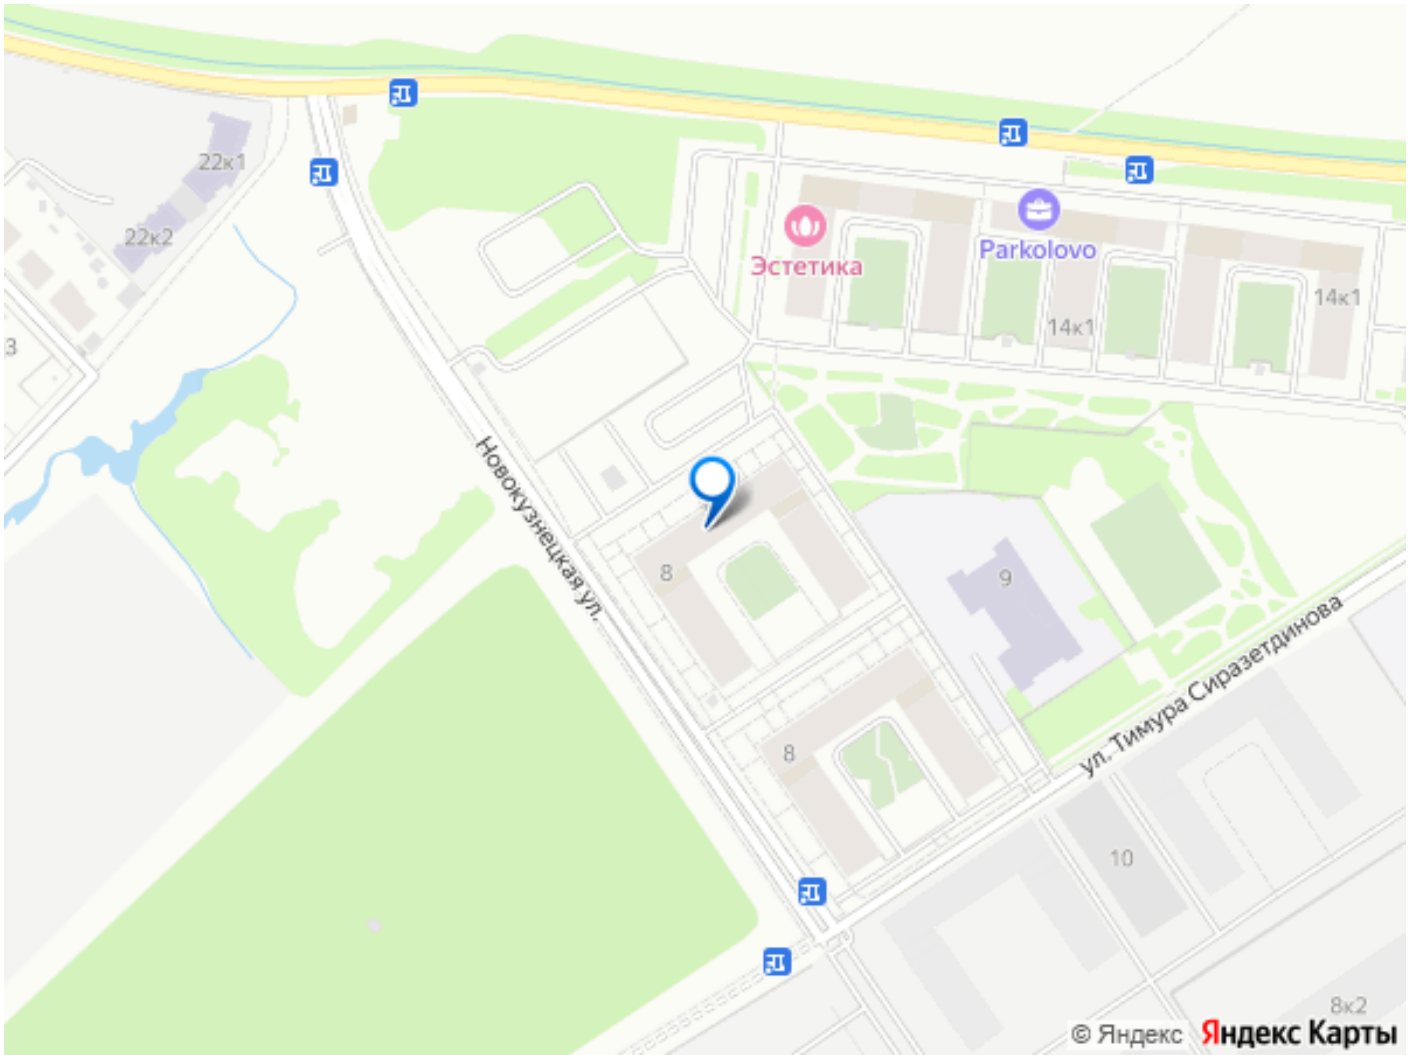 22к1
22к2
Эстетика
Parkolovo
14к1
14к1
3
Новокузнецкая ул.
8
9
ул. Тимура Сиразетдинова
8
10
8к2
© Яндекс Яндекс Карты